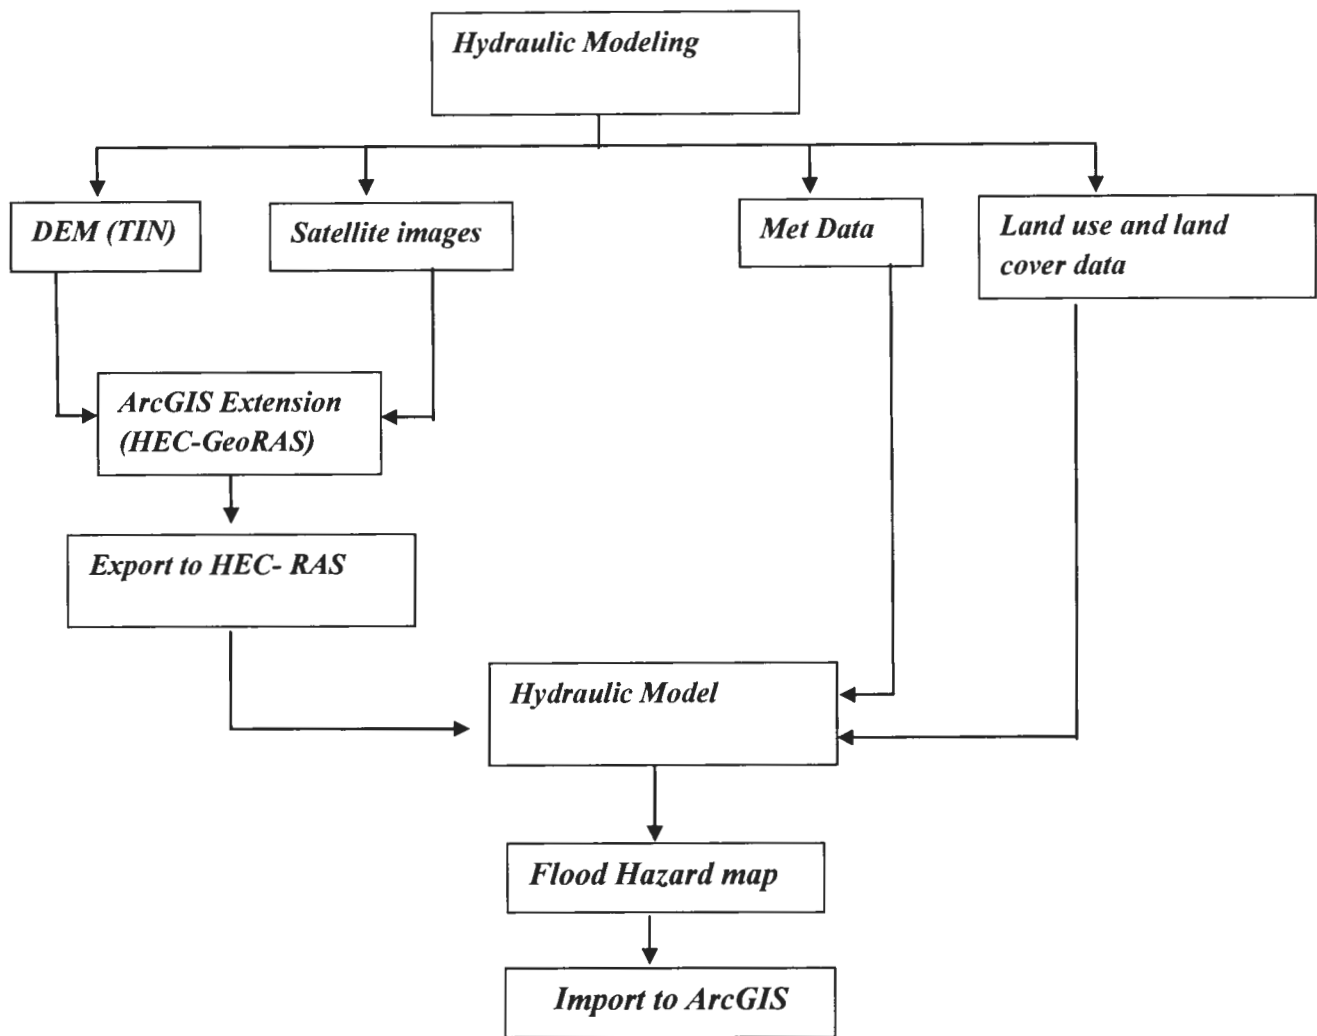 Hydraulic Modeling
DEM (TIN)
Satellite images
Met Data
Land use and land
cover data
ArcGIS Extension
(HEC-GeoRAS)
Export to HEC- RAS
Hydraulic Model
Flood Hazard map
Import to ArcGIS